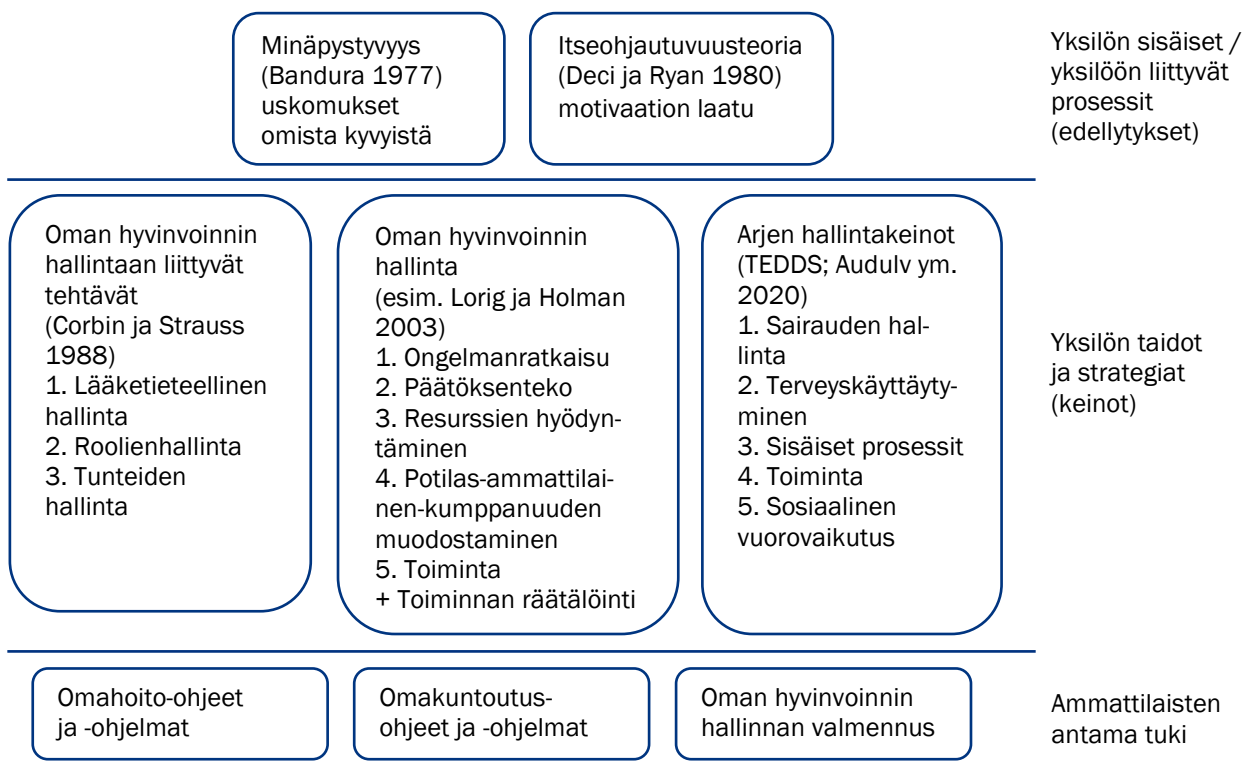 Minäpystyvyys
(Bandura 1977)
uskomukset
omista kyvyistä
Itseohjautuvuusteoria
(Deci ja Ryan 1980)
motivaation laatu
Yksilön sisäiset /
yksilöön liittyvät
prosessit
(edellytykset)
Oman hyvinvoinnin
hallintaan liittyvät
tehtävät
(Corbin ja Strauss
1988)
1. Lääketieteellinen
hallinta
2. Roolienhallinta
3. Tunteiden
hallinta
Oman hyvinvoinnin
hallinta
(esim. Lorig ja Holman
2003)
1. Ongelmanratkaisu
2. Päätöksenteko
3. Resurssien hyödyn-
täminen
4. Potilas-ammattilai-
nen-kumppanuuden
muodostaminen
5. Toiminta
+ Toiminnan räätälöinti
Arjen hallintakeinot
(TEDDS; Audulv ym.
2020)
1. Sairauden hal-
linta
2. Terveyskäyttäyty-
minen
3. Sisäiset prosessit
4. Toiminta
5. Sosiaalinen
vuorovaikutus
Yksilön taidot
ja strategiat
(keinot)
Omahoito-ohjeet
ja -ohjelmat
Omakuntoutus-
ohjeet ja -ohjelmat
Oman hyvinvoinnin
hallinnan valmennus
Ammattilaisten
antama tuki